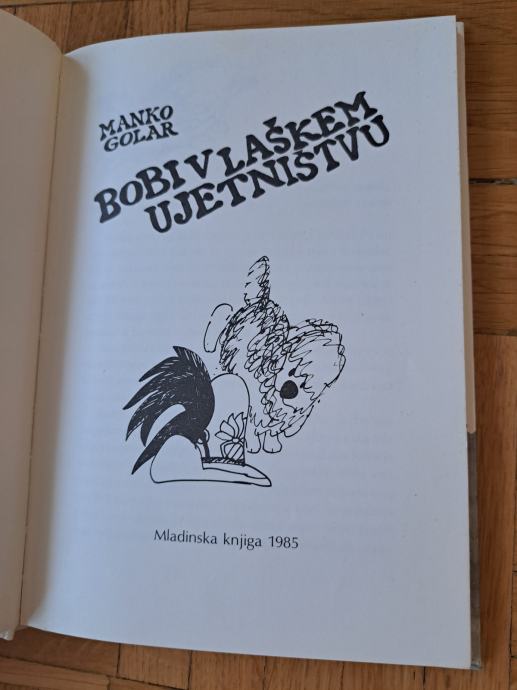 MANKO
GOLAR
BOBI V LAŠKEM
UJETNIŠTVU
Mladinska knjiga 1985